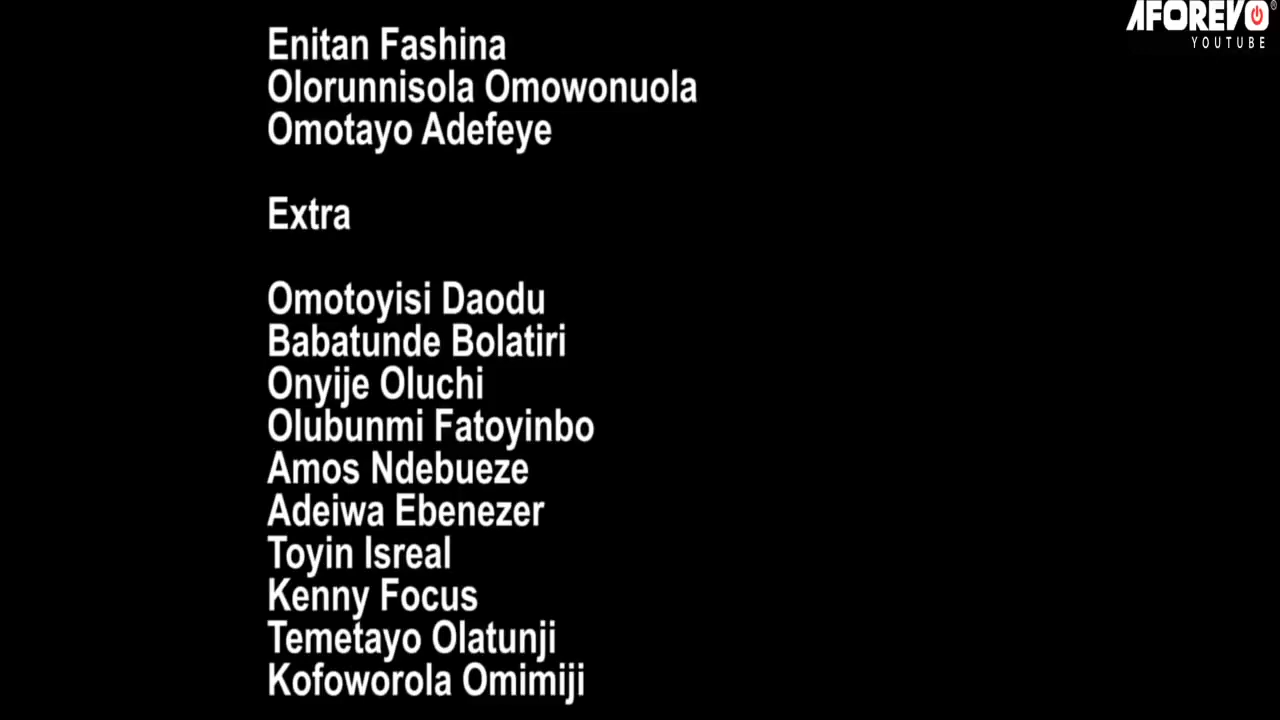 AFOREVO®
YOUTUBE
Enitan Fashina
Olorunnisola Omowonuola
Omotayo Adefeye
Extra
Omotoyisi Daodu
Babatunde Bolatiri
Onyije Oluchi
Olubunmi Fatoyinbo
Amos Ndebueze
Adeiwa Ebenezer
Toyin Isreal
Kenny Focus
Temetayo Olatunji
Kofoworola Omimiji